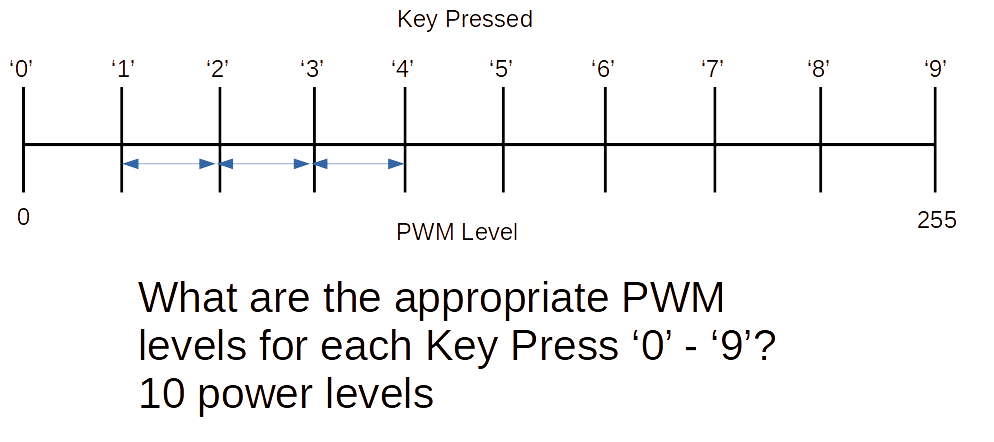 Key Pressed
‘0’ ‘1’ ‘2’ ‘3’ ‘4’ ‘5’ ‘6’ ‘7’ ‘8’ ‘9’
0 255
PWM Level
What are the appropriate PWM
levels for each Key Press ‘0’ - ‘9’?
10 power levels